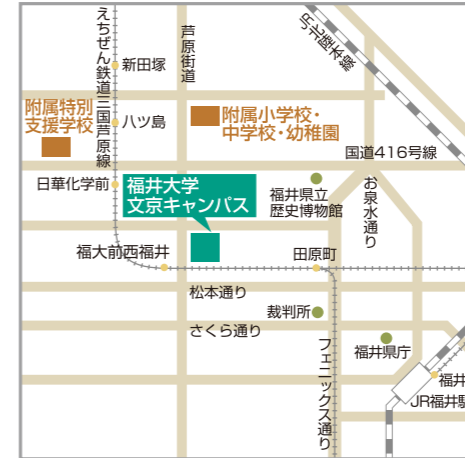 えちぜん鉄道三国芦原線
芦原街道
JR北陸本線
新田塚
附属特別
支援学校
八ツ島
附属小学校・
中学校・幼稚園
国道416号線
日華化学前
福井大学
文京キャンパス
福井県立
歴史博物館
お泉水通り
福大前西福井
田原町
松本通り
裁判所
さくら通り
フェニックス通り
福井県庁
福井
JR福井駅